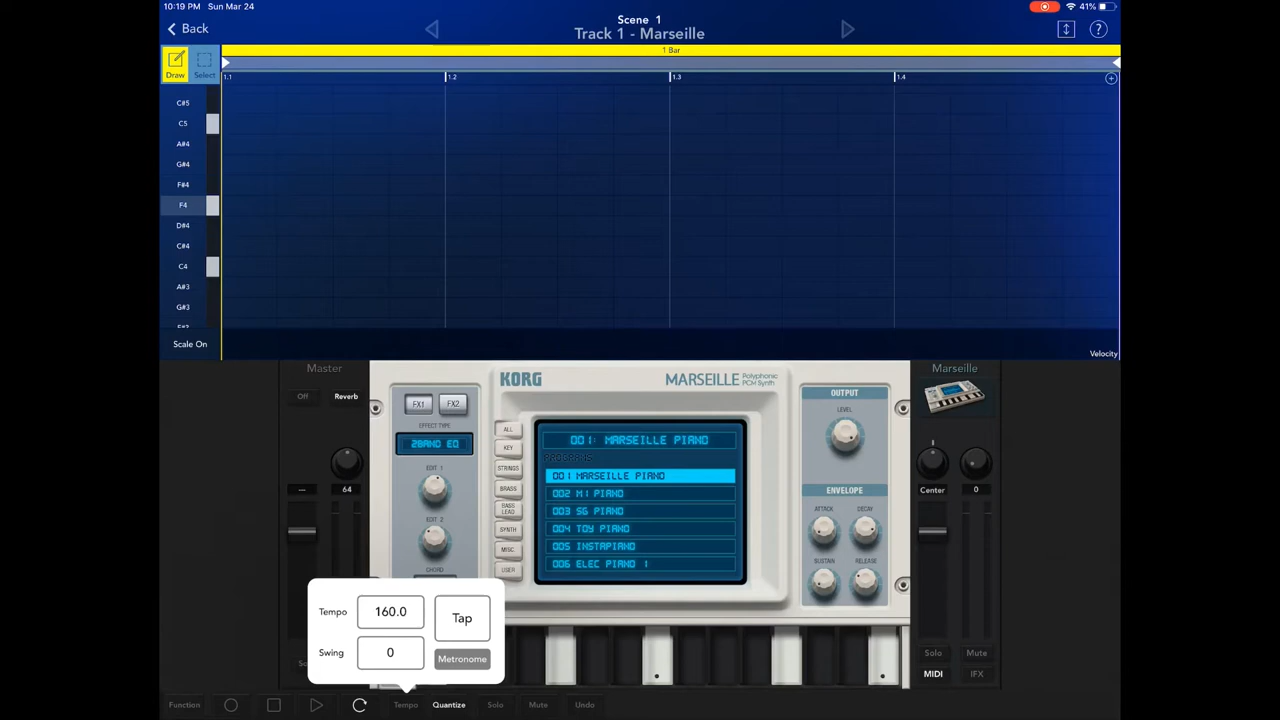 10:19 PM Sun Mar 24
41%
Back
Scene 1
Track 1 - Marseille
1 Bar
Draw
Select
1.1
1.2
1.3
1.4
C#5
C5
A#4
G#4
F#4
F4
D#4
C#4
C4
A#3
G#3
Scale On
Velocity
Master
Off
Reverb
---
64
KORG
MARSEILLE Polyphonic PCM Synth
FX1
FX2
EFFECT TYPE
2BAND EQ
EDIT 1
EDIT 2
CHORD
ALL
KEY
STRINGS
BRASS
BASS LEAD
SYNTH
MISC
USER
001: MARSEILLE PIANO
PROGRAMS
001 MARSEILLE PIANO
002 M1 PIANO
003 SG PIANO
004 TOY PIANO
005 INSTAPIANO
006 ELEC PIANO 1
OUTPUT
LEVEL
ENVELOPE
ATTACK
DECAY
SUSTAIN
RELEASE
Marseille
Center
0
Solo
Mute
MIDI
IFX
Tempo
160.0
Tap
Swing
0
Metronome
Function
Tempo
Quantize
Solo
Mute
Undo